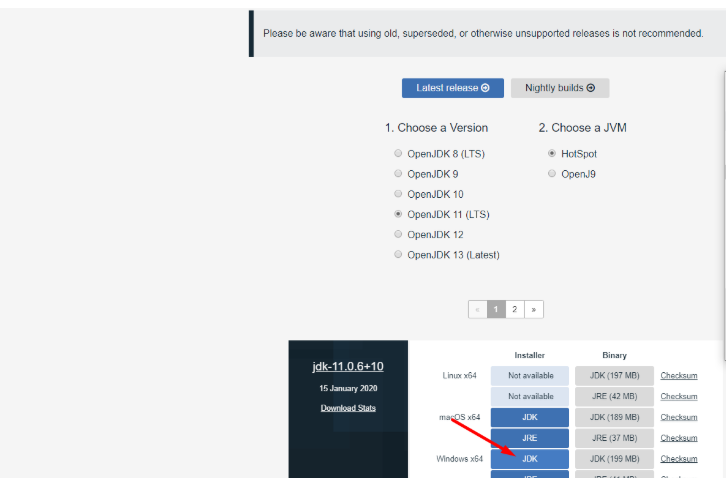 Please be aware that using old, superseded, or otherwise unsupported releases is not recommended.
Latest release
Nightly builds
1. Choose a Version
2. Choose a JVM
OpenJDK 8 (LTS)
HotSpot
OpenJDK 9
OpenJ9
OpenJDK 10
OpenJDK 11 (LTS)
OpenJDK 12
OpenJDK 13 (Latest)
« 1 2 »
Installer Binary
jdk-11.0.6+10
15 January 2020
Download Stats
Linux x64 Not available JDK (197 MB) Checksum
Not available JRE (42 MB) Checksum
macOS x64 JDK JDK (189 MB) Checksum
JRE JRE (37 MB) Checksum
Windows x64 JDK JDK (199 MB) Checksum